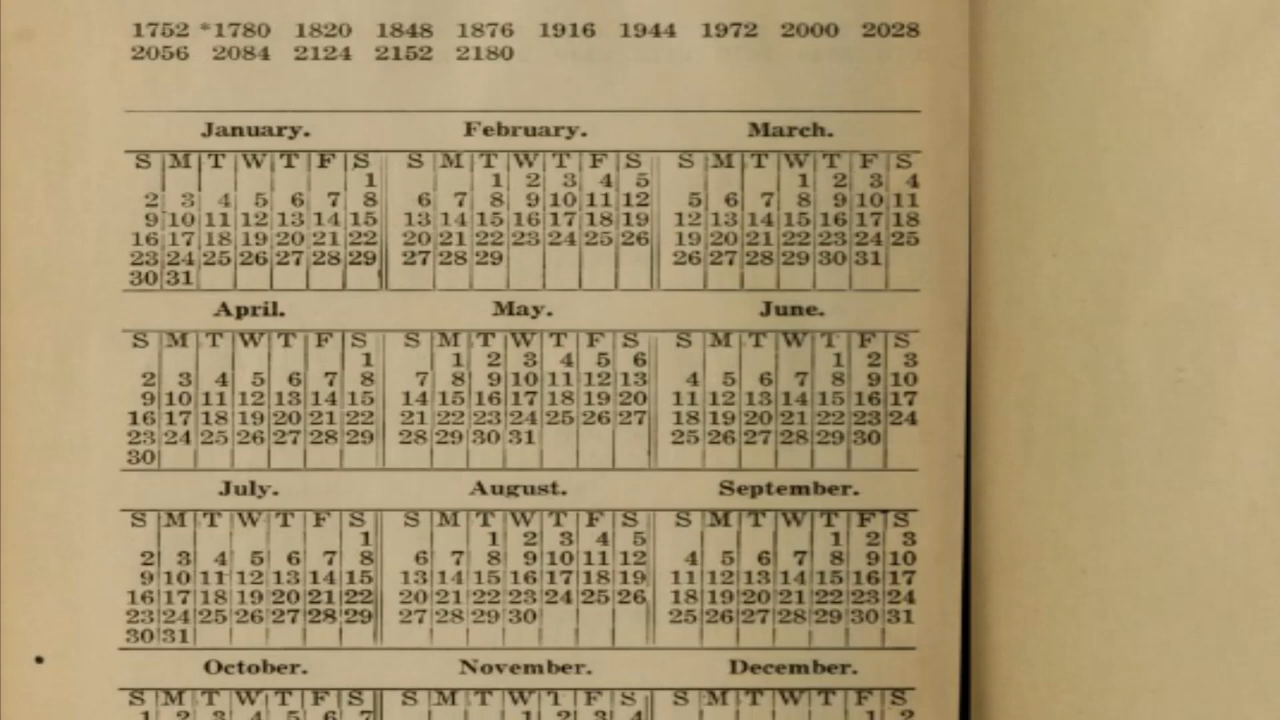 1752 *1780 1820 1848 1876 1916 1944 1972 2000 2028
2056 2084 2124 2152 2180
January. February. March.
S M T W T F S S M T W T F S S M T W T F S
1 1 2 3 4 5 1 2 3 4
2 3 4 5 6 7 8 6 7 8 9 10 11 12 5 6 7 8 9 10 11
9 10 11 12 13 14 15 13 14 15 16 17 18 19 12 13 14 15 16 17 18
16 17 18 19 20 21 22 20 21 22 23 24 25 26 19 20 21 22 23 24 25
23 24 25 26 27 28 29 27 28 29 26 27 28 29 30 31
30 31
April. May. June.
S M T W T F S S M T W T F S S M T W T F S
1 1 2 3 4 5 6 1 2 3
2 3 4 5 6 7 8 7 8 9 10 11 12 13 4 5 6 7 8 9 10
9 10 11 12 13 14 15 14 15 16 17 18 19 20 11 12 13 14 15 16 17
16 17 18 19 20 21 22 21 22 23 24 25 26 27 18 19 20 21 22 23 24
23 24 25 26 27 28 29 28 29 30 31 25 26 27 28 29 30
30
July. August. September.
S M T W T F S S M T W T F S S M T W T F S
1 1 2 3 4 5 1 2 3
2 3 4 5 6 7 8 6 7 8 9 10 11 12 4 5 6 7 8 9 10
9 10 11 12 13 14 15 13 14 15 16 17 18 19 11 12 13 14 15 16 17
16 17 18 19 20 21 22 20 21 22 23 24 25 26 18 19 20 21 22 23 24
23 24 25 26 27 28 29 27 28 29 30 25 26 27 28 29 30 31
30 31
October. November. December.
S M T W T F S S M T W T F S S M T W T F S
1 2 3 4 5 6 7 1 2 3 4 1 2